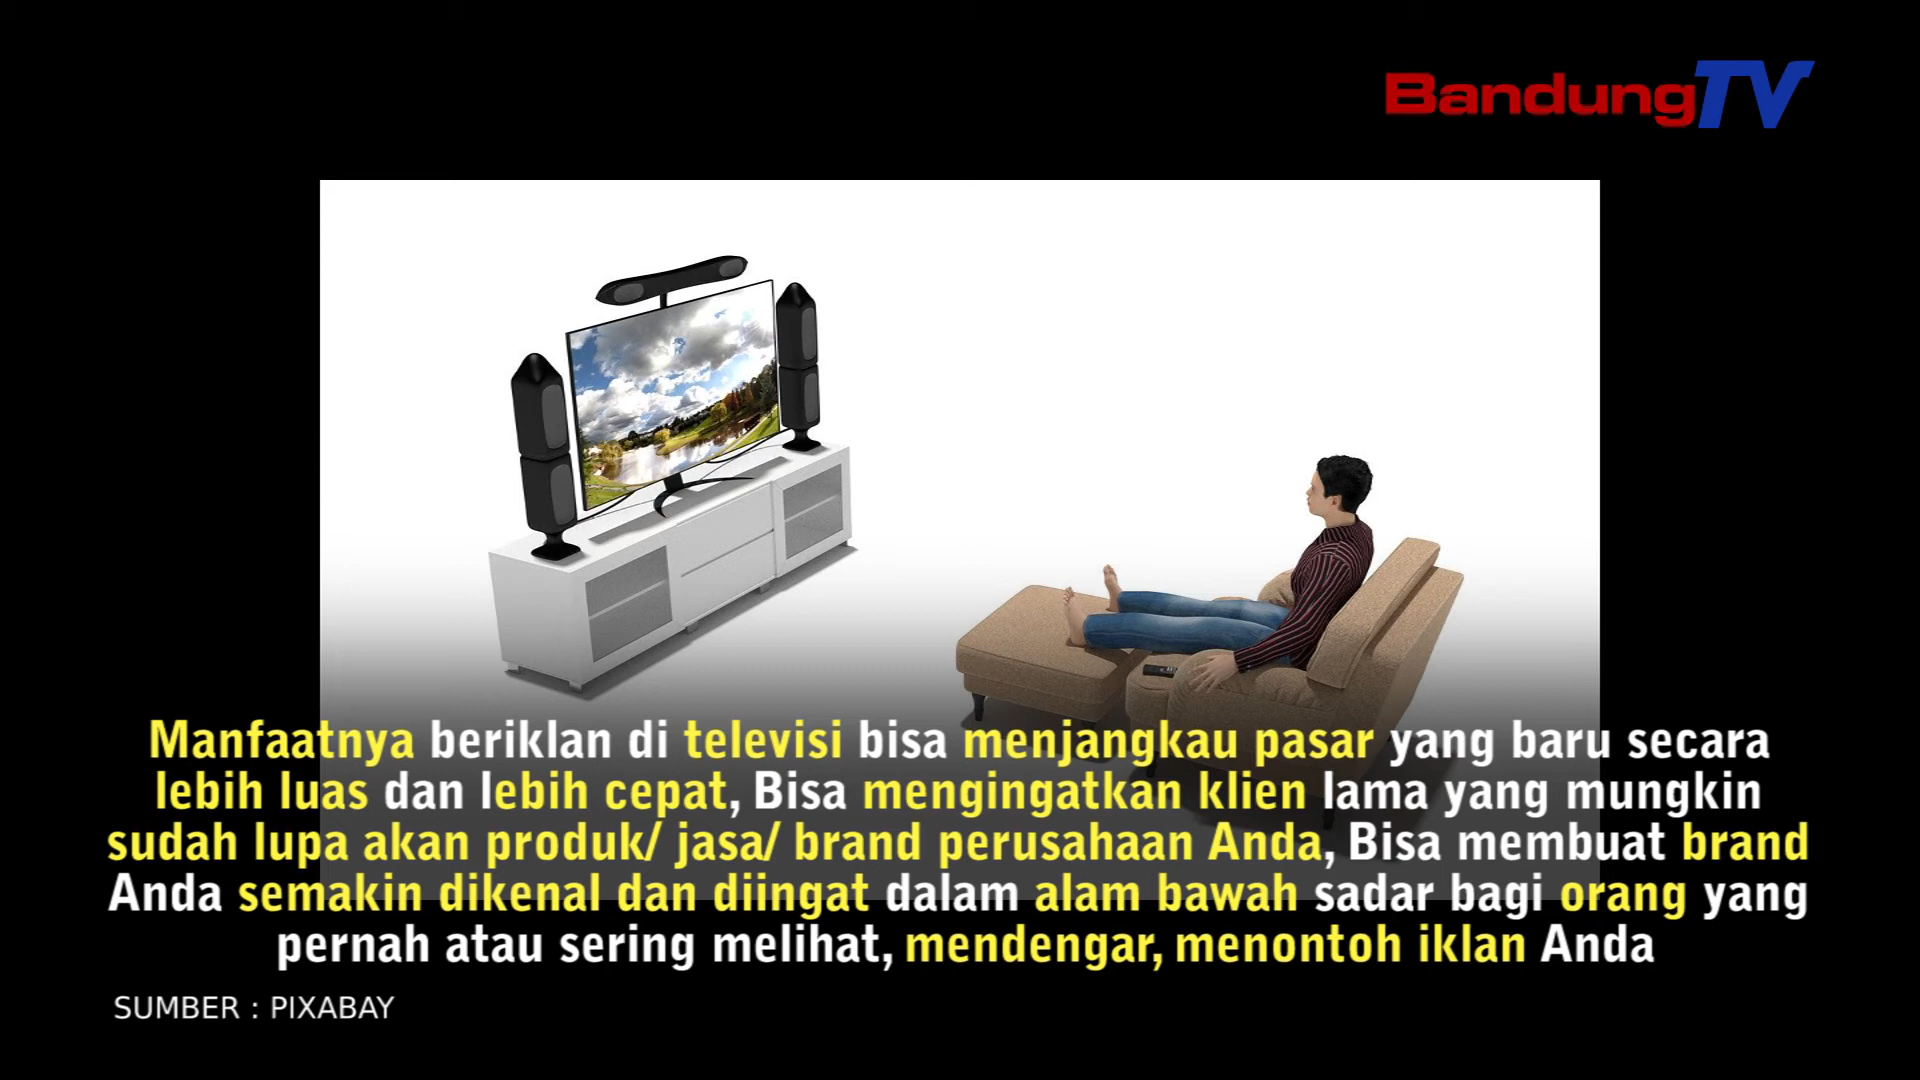 BandungTV
Manfaatnya beriklan di televisi bisa menjangkau pasar yang baru secara
lebih luas dan lebih cepat, Bisa mengingatkan klien lama yang mungkin
sudah lupa akan produk/ jasa/ brand perusahaan Anda, Bisa membuat brand
Anda semakin dikenal dan diingat dalam alam bawah sadar bagi orang yang
pernah atau sering melihat, mendengar, menontoh iklan Anda
SUMBER : PIXABAY